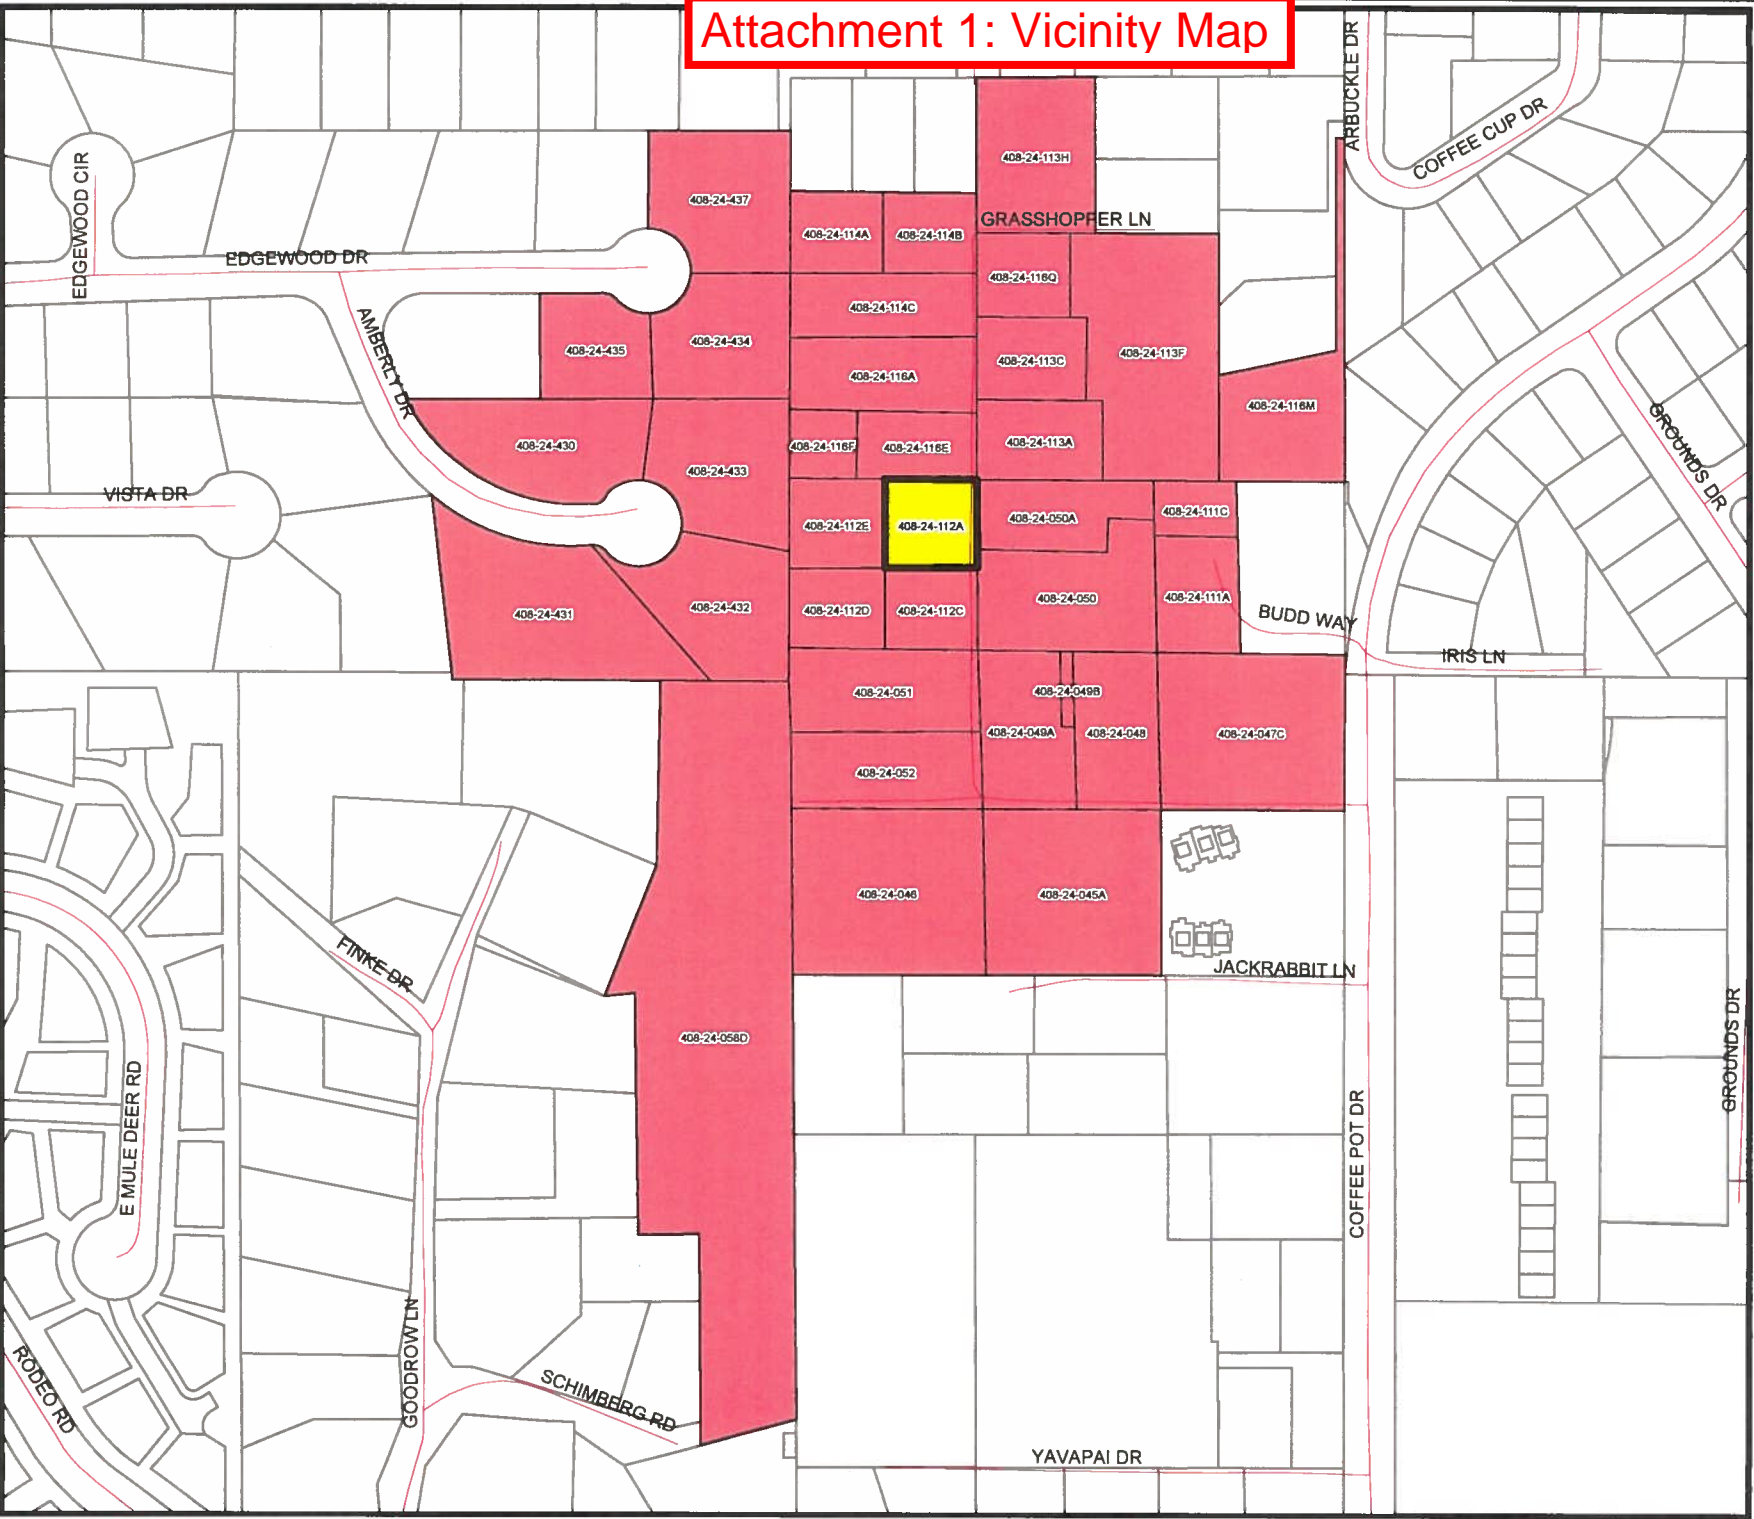 Attachment 1: Vicinity Map
ARBUCKLE DR
COFFEE CUP DR
EDGEWOOD CIR
408-24-113H
408-24-437
GRASSHOPPER LN
408-24-114A
408-24-114B
EDGEWOOD DR
408-24-116Q
408-24-114C
AMBERLY DR
408-24-435
408-24-434
408-24-113C
408-24-113F
408-24-116A
408-24-116M
GROUNDS DR
408-24-430
408-24-116F
408-24-116E
408-24-113A
408-24-433
VISTA DR
408-24-112E
408-24-112A
408-24-050A
408-24-111C
408-24-431
408-24-432
408-24-112D
408-24-112C
408-24-050
408-24-111A
BUDD WAY
IRIS LN
408-24-051
408-24-049B
408-24-049A
408-24-048
408-24-047C
408-24-052
408-24-046
408-24-045A
FINKE DR
JACKRABBIT LN
408-24-058D
E MULE DEER RD
COFFEE POT DR
GROUNDS DR
RODEO RD
GOODROW LN
SCHIMBERG RD
YAVAPAI DR